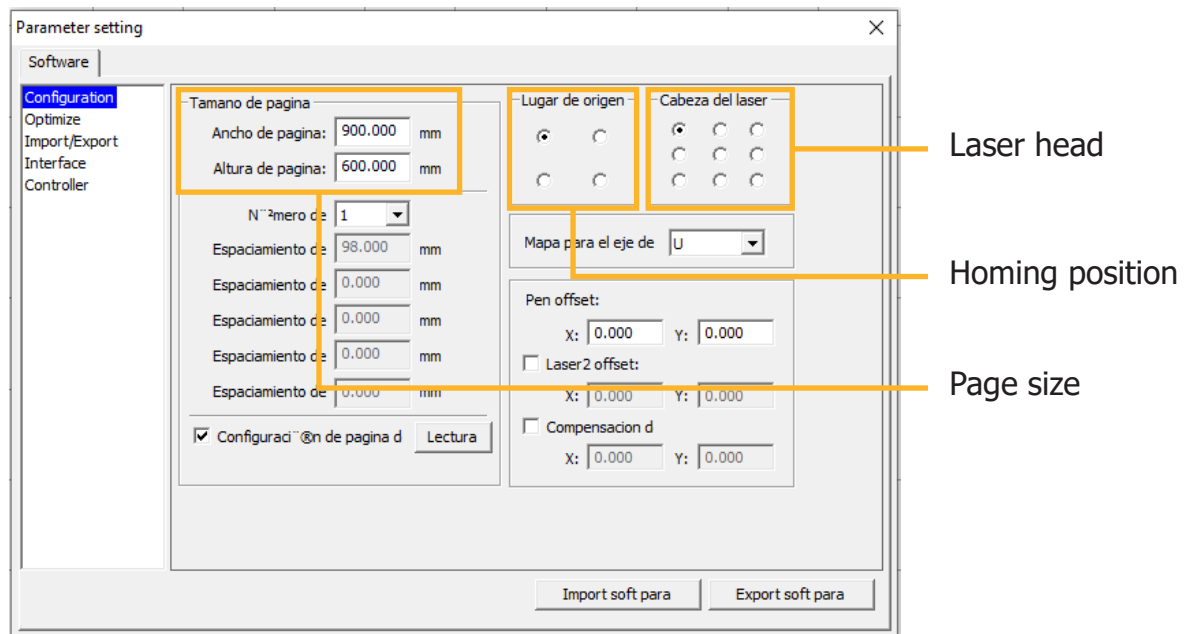 Parameter setting
Software
Configuration
Optimize
Import/Export
Interface
Controller
Tamano de pagina
Ancho de pagina: 900.000 mm
Altura de pagina: 600.000 mm
N¨²mero de 1
Espaciamiento de 98.000 mm
Espaciamiento de 0.000 mm
Espaciamiento de 0.000 mm
Espaciamiento de 0.000 mm
Espaciamiento de 0.000 mm
Configuraci¨®n de pagina d Lectura
Lugar de origen
Cabeza del laser
Mapa para el eje de U
Pen offset:
X: 0.000 Y: 0.000
Laser2 offset:
X: 0.000 Y: 0.000
Compensacion d
X: 0.000 Y: 0.000
Import soft para
Export soft para
Laser head
Homing position
Page size